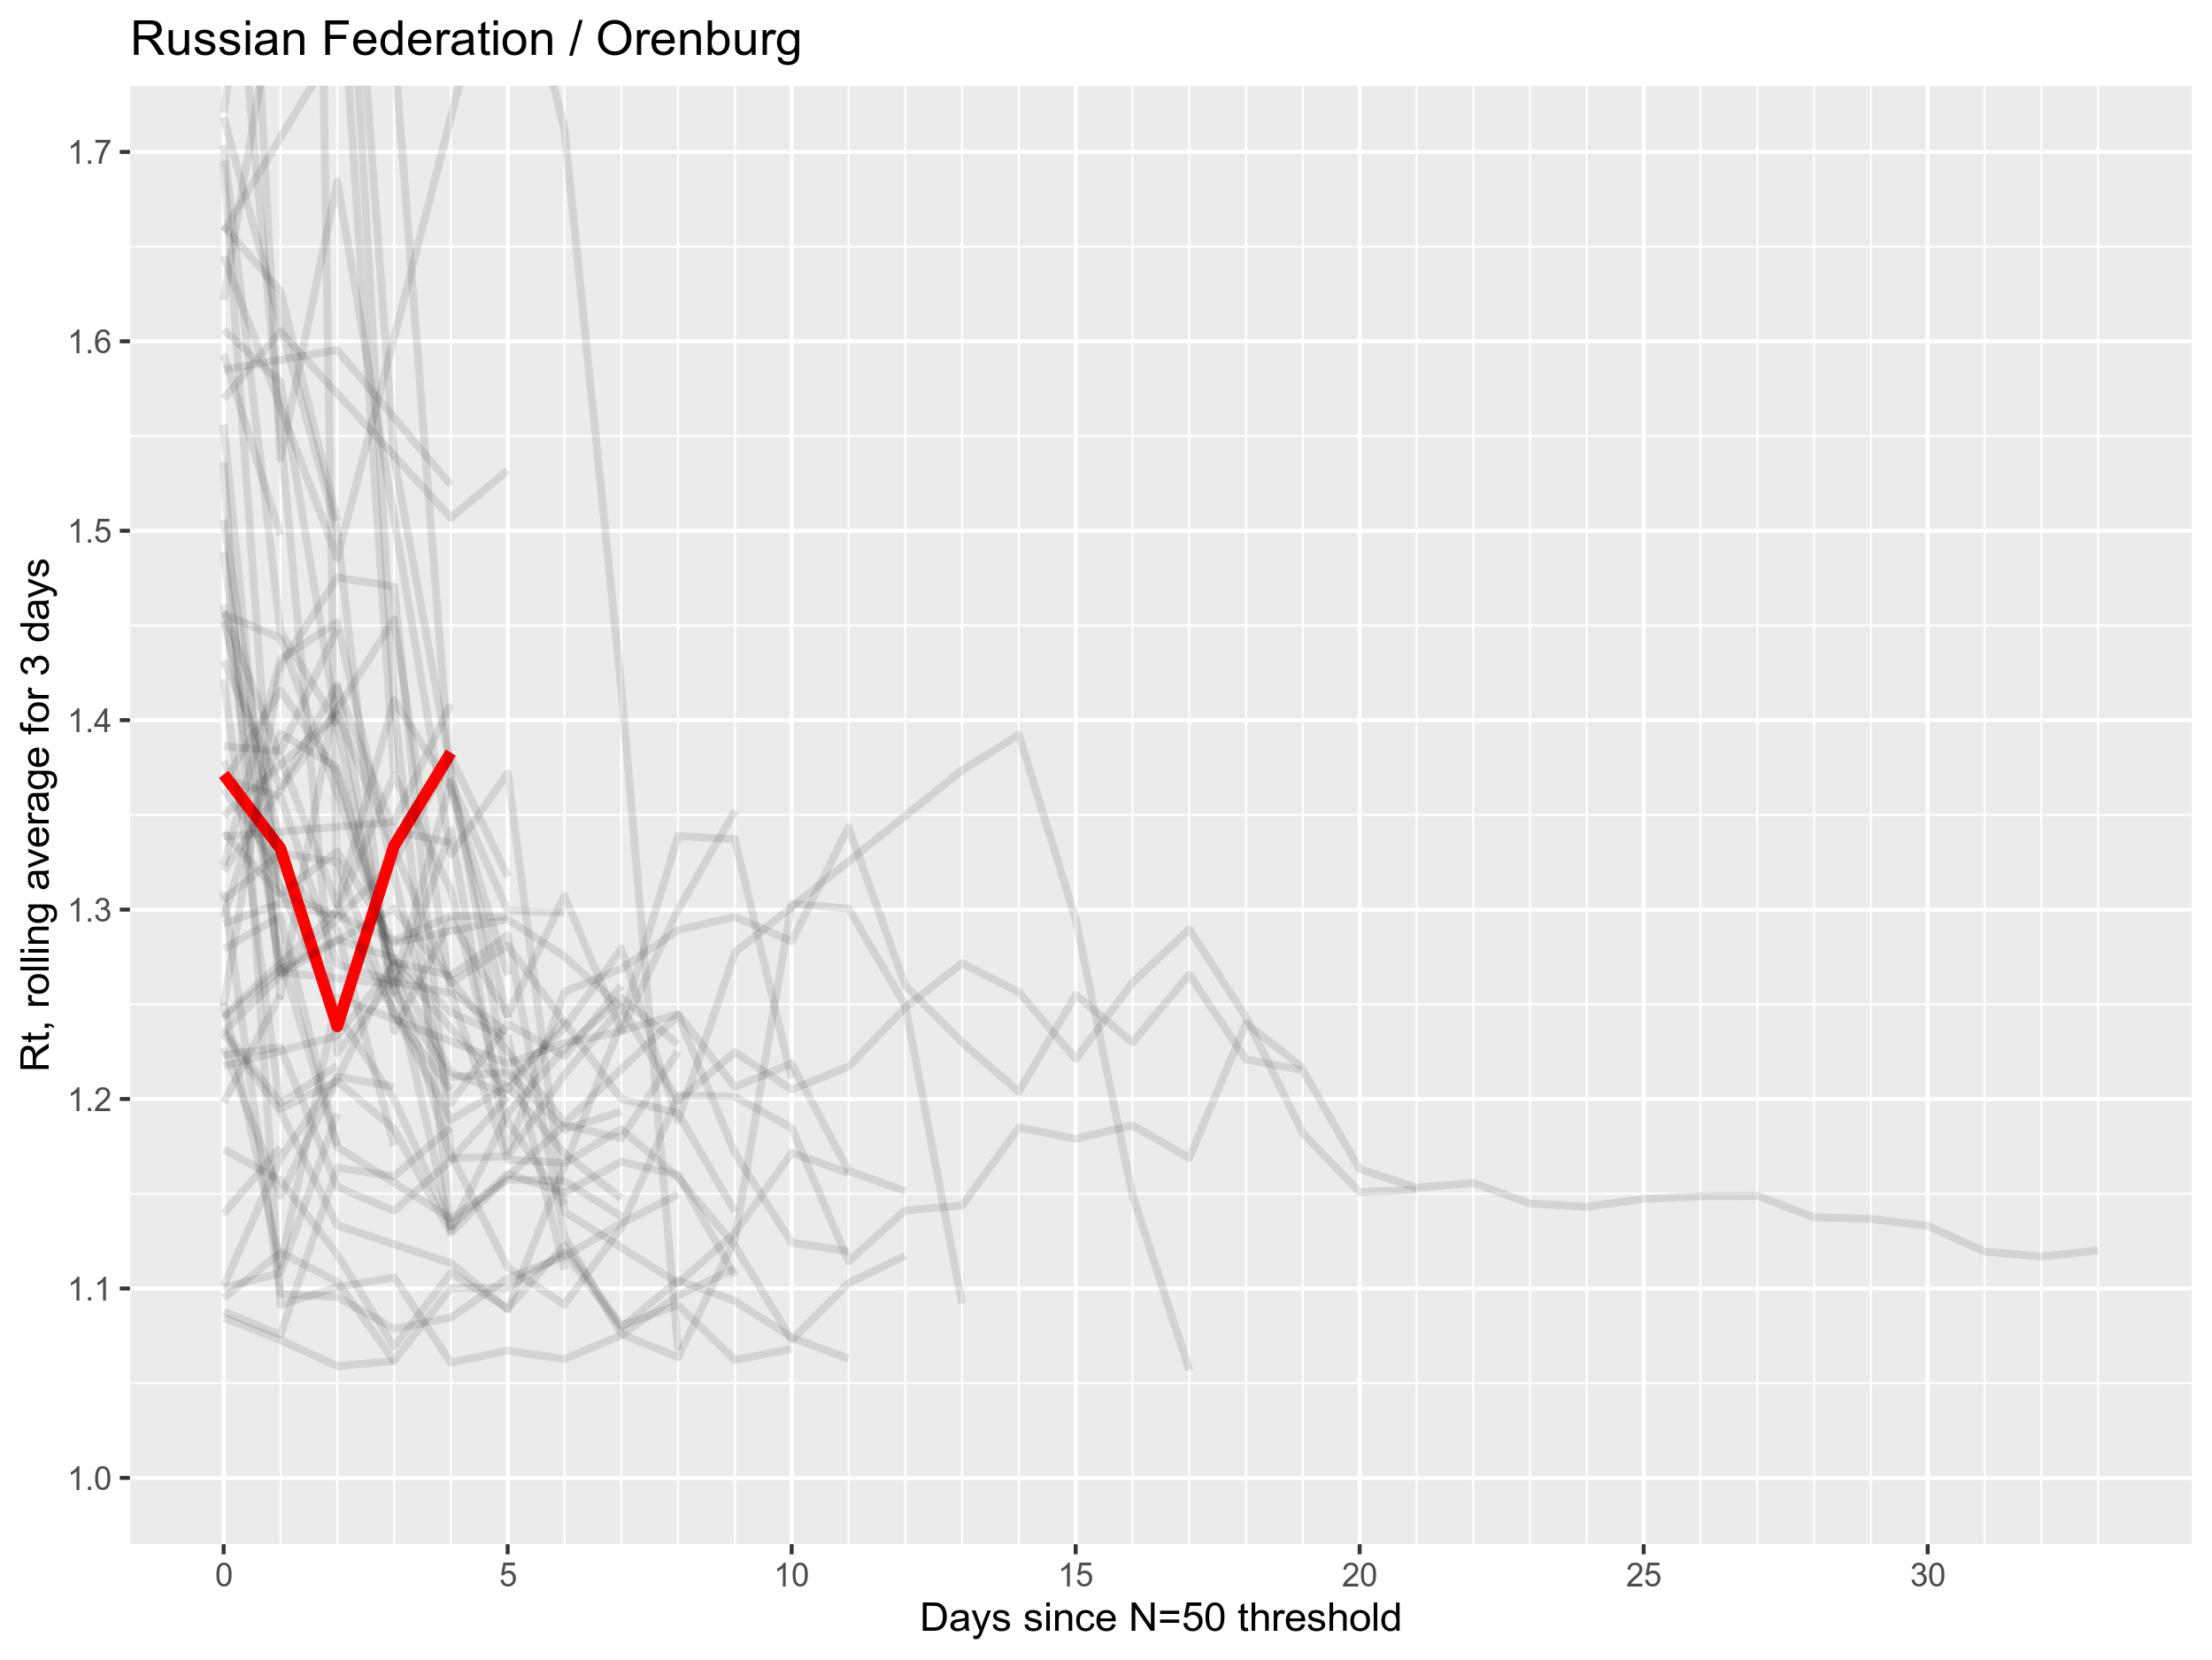 Russian Federation / Orenburg
Rt, rolling average for 3 days
1.7
1.6
1.5
1.4
1.3
1.2
1.1
1.0
0 5 10 15 20 25 30
Days since N=50 threshold